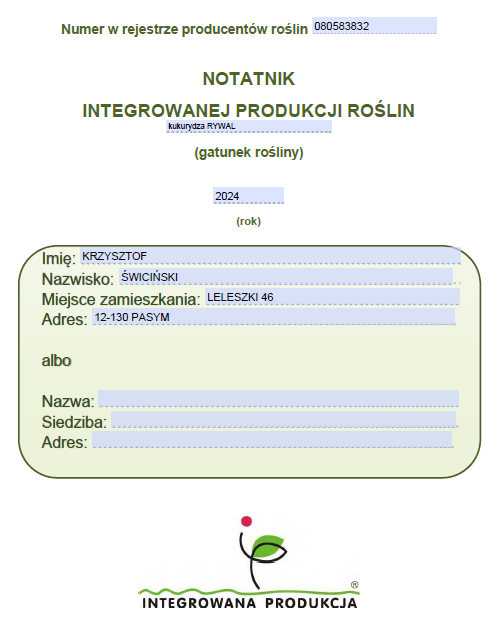 Numer w rejestrze producentów roślin 080583832
NOTATNIK
INTEGROWANEJ PRODUKCJI ROŚLIN
kukurydza RYWAL
(gatunek rośliny)
2024
(rok)
Imię: KRZYSZTOF
Nazwisko: ŚWICIŃSKI
Miejsce zamieszkania: LELESZKI 46
Adres: 12-130 PASYM
albo
Nazwa:
Siedziba:
Adres:
®
INTEGROWANA PRODUKCJA